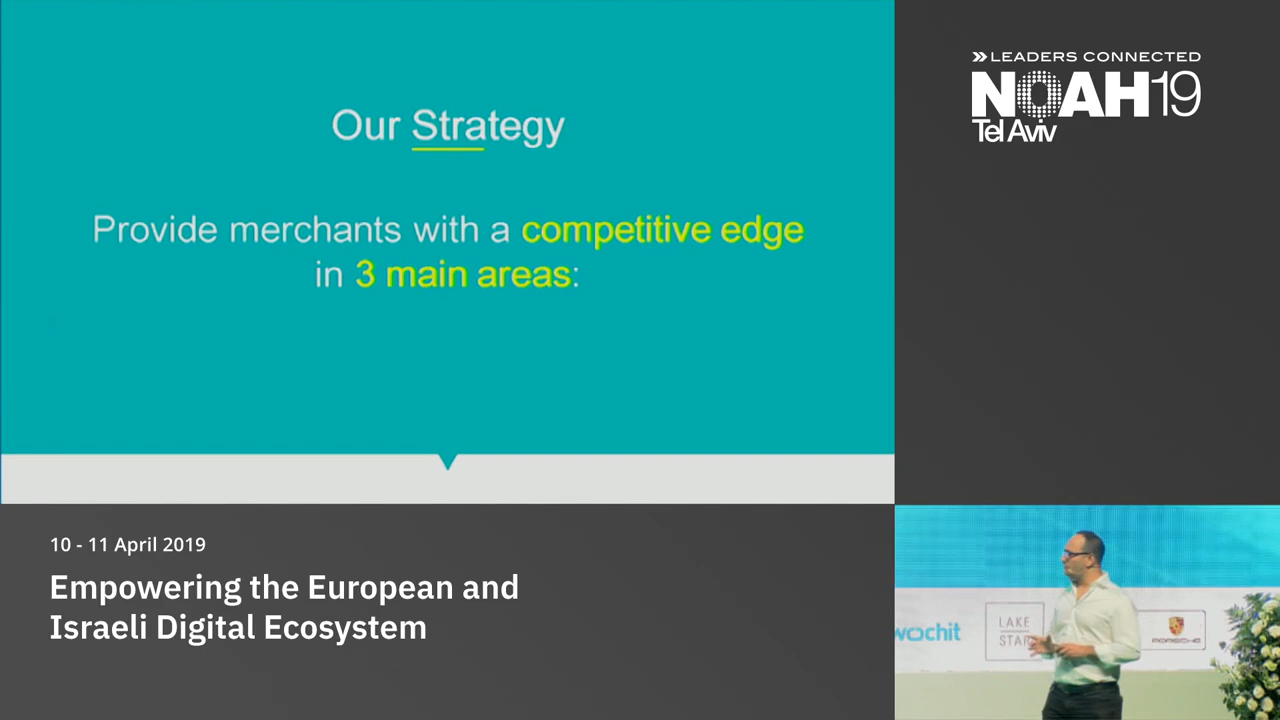 Our Strategy
Provide merchants with a competitive edge
in 3 main areas:
LEADERS CONNECTED
NOAH19
Tel Aviv
10 - 11 April 2019
Empowering the European and
Israeli Digital Ecosystem
wochit
LAKE
STAR
PORSCHE